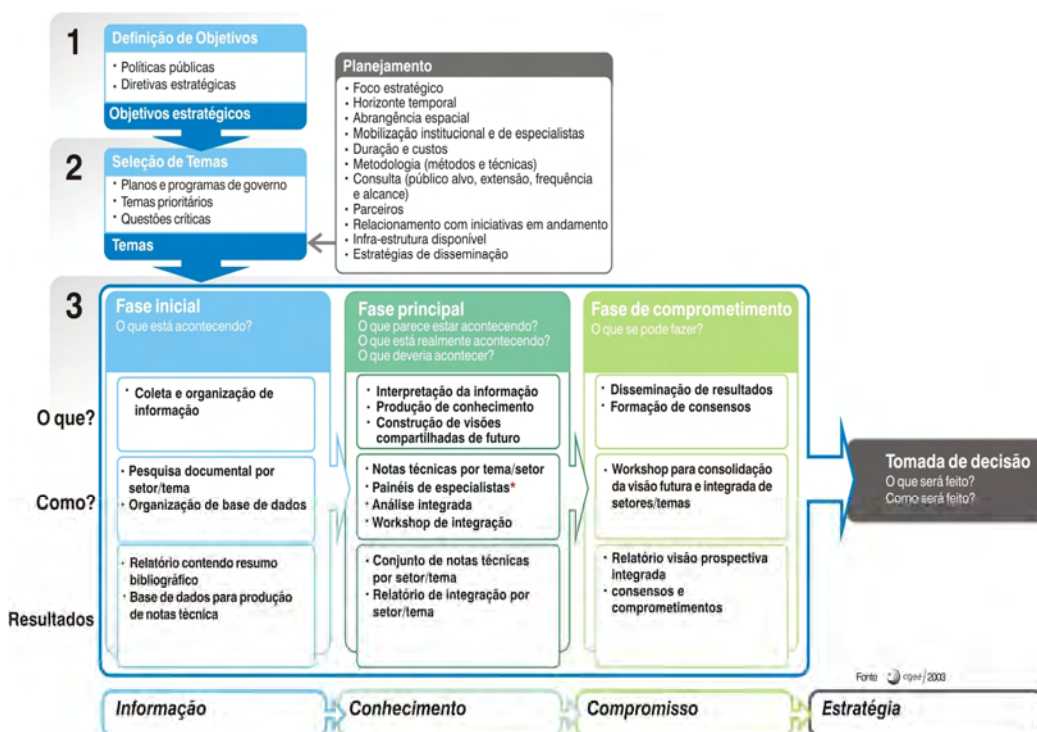 1
Definição de Objetivos
• Políticas públicas
• Diretivas estratégicas
Objetivos estratégicos
2
Seleção de Temas
• Planos e programas de governo
• Temas prioritários
• Questões críticas
Temas
Planejamento
• Foco estratégico
• Horizonte temporal
• Abrangência espacial
• Mobilização institucional e de especialistas
• Duração e custos
• Metodologia (métodos e técnicas)
• Consulta (público alvo, extensão, frequência
e alcance)
• Parceiros
• Relacionamento com iniciativas em andamento
• Infra-estrutura disponível
• Estratégias de disseminação
3
Fase inicial
O que está acontecendo?
Fase principal
O que parece estar acontecendo?
O que está realmente acontecendo?
O que deveria acontecer?
Fase de comprometimento
O que se pode fazer?
O que?
• Coleta e organização de
informação
• Interpretação da informação
• Produção de conhecimento
• Construção de visões
compartilhadas de futuro
• Disseminação de resultados
• Formação de consensos
Como?
• Pesquisa documental por
setor/tema
• Organização de base de dados
• Notas técnicas por tema/setor
• Painéis de especialistas*
• Análise integrada
• Workshop de integração
• Workshop para consolidação
da visão futura e integrada de
setores/temas
Tomada de decisão
O que será feito?
Como será feito?
Resultados
• Relatório contendo resumo
bibliográfico
• Base de dados para produção
de notas técnica
• Conjunto de notas técnicas
por setor/tema
• Relatório de integração por
setor/tema
• Relatório visão prospectiva
integrada
• consensos e
comprometimentos
Fonte cgee/2003
Informação
Conhecimento
Compromisso
Estratégia